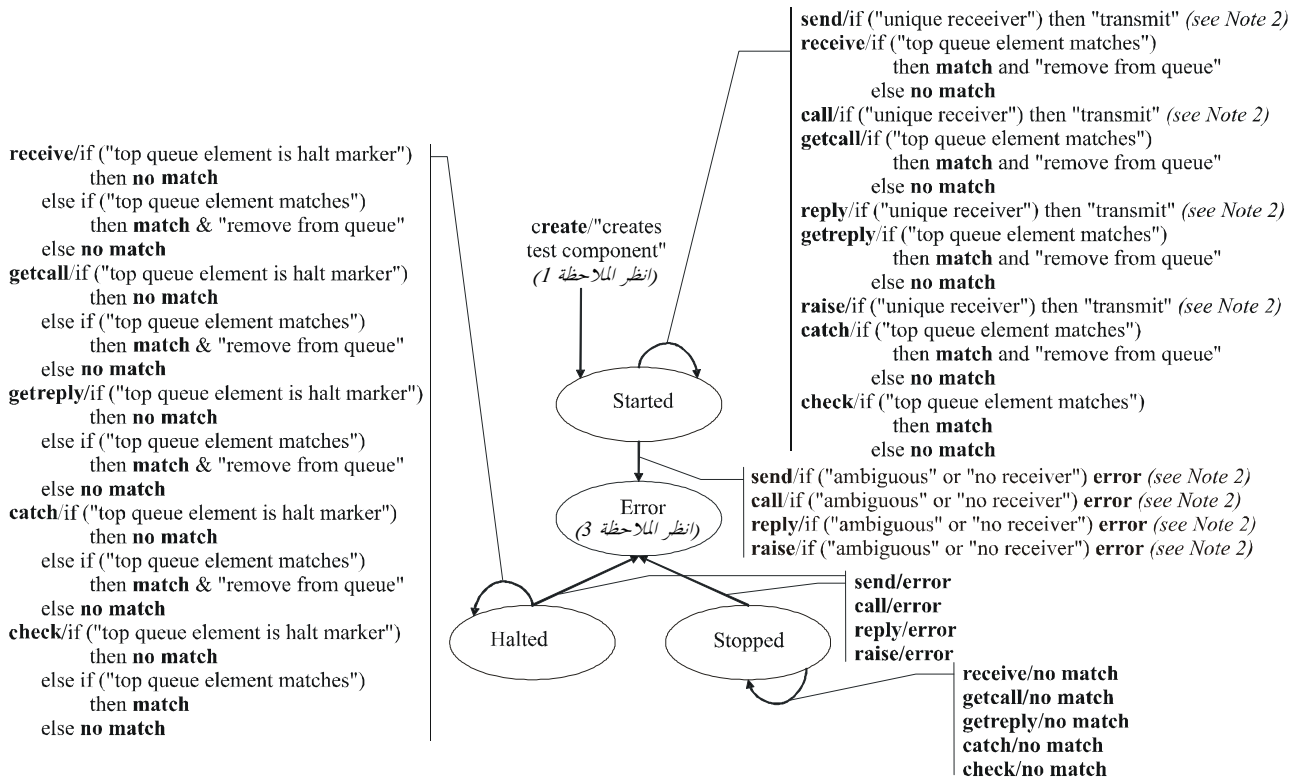 send/if ("unique receeiver") then "transmit" (see Note 2)
receive/if ("top queue element matches")
then match and "remove from queue"
else no match
call/if ("unique receiver") then "transmit" (see Note 2)
getcall/if ("top queue element matches")
then match and "remove from queue"
else no match
reply/if ("unique receiver") then "transmit" (see Note 2)
getreply/if ("top queue element matches")
then match and "remove from queue"
else no match
raise/if ("unique receiver") then "transmit" (see Note 2)
catch/if ("top queue element matches")
then match and "remove from queue"
else no match
check/if ("top queue element matches")
then match
else no match
receive/if ("top queue element is halt marker")
then no match
else if ("top queue element matches")
then match & "remove from queue"
else no match
getcall/if ("top queue element is halt marker")
then no match
else if ("top queue element matches")
then match & "remove from queue"
else no match
getreply/if ("top queue element is halt marker")
then no match
else if ("top queue element matches")
then match & "remove from queue"
else no match
catch/if ("top queue element is halt marker")
then no match
else if ("top queue element matches")
then match & "remove from queue"
else no match
check/if ("top queue element is halt marker")
then no match
else if ("top queue element matches")
then match
else no match
create/"creates
test component"
(انظر الملاحظة 1)
Started
send/if ("ambiguous" or "no receiver") error (see Note 2)
call/if ("ambiguous" or "no receiver") error (see Note 2)
reply/if ("ambiguous" or "no receiver") error (see Note 2)
raise/if ("ambiguous" or "no receiver") error (see Note 2)
Error
(انظر الملاحظة 3)
send/error
call/error
reply/error
raise/error
Halted
Stopped
receive/no match
getcall/no match
getreply/no match
catch/no match
check/no match